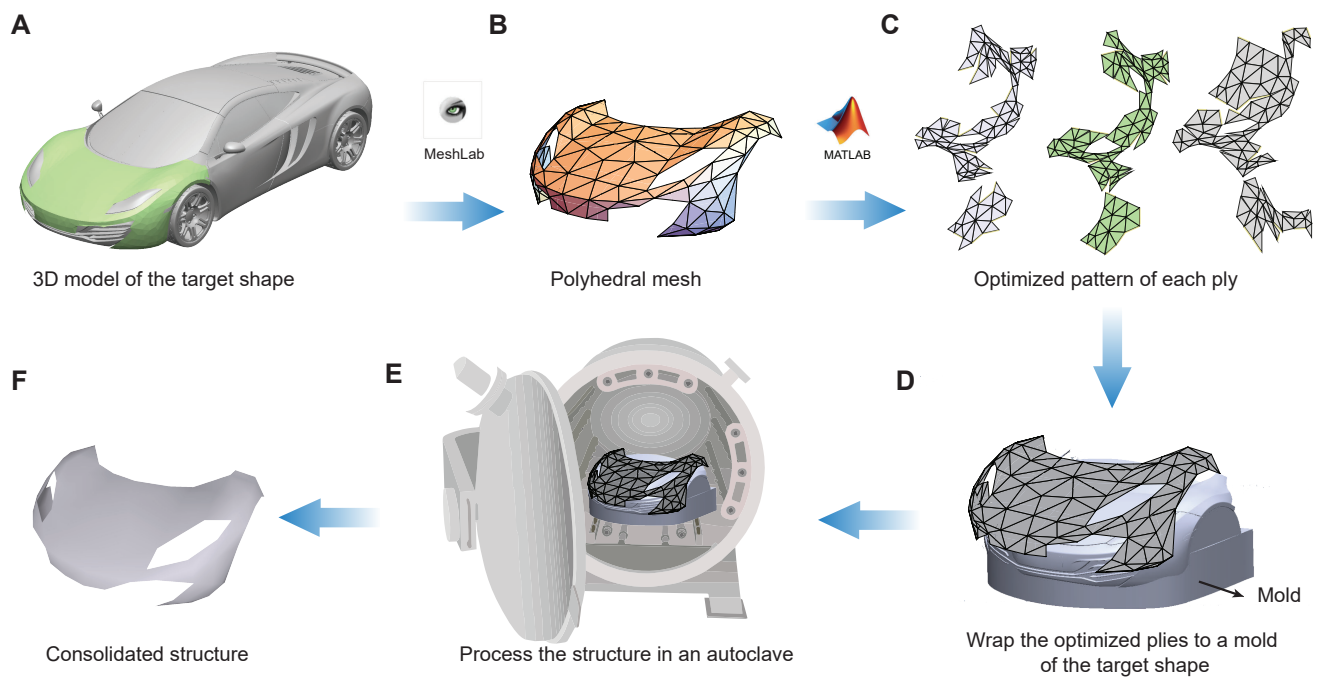 A
B
C
MeshLab
MATLAB
3D model of the target shape
Polyhedral mesh
Optimized pattern of each ply
F
E
D
Mold
Consolidated structure
Process the structure in an autoclave
Wrap the optimized plies to a mold
of the target shape